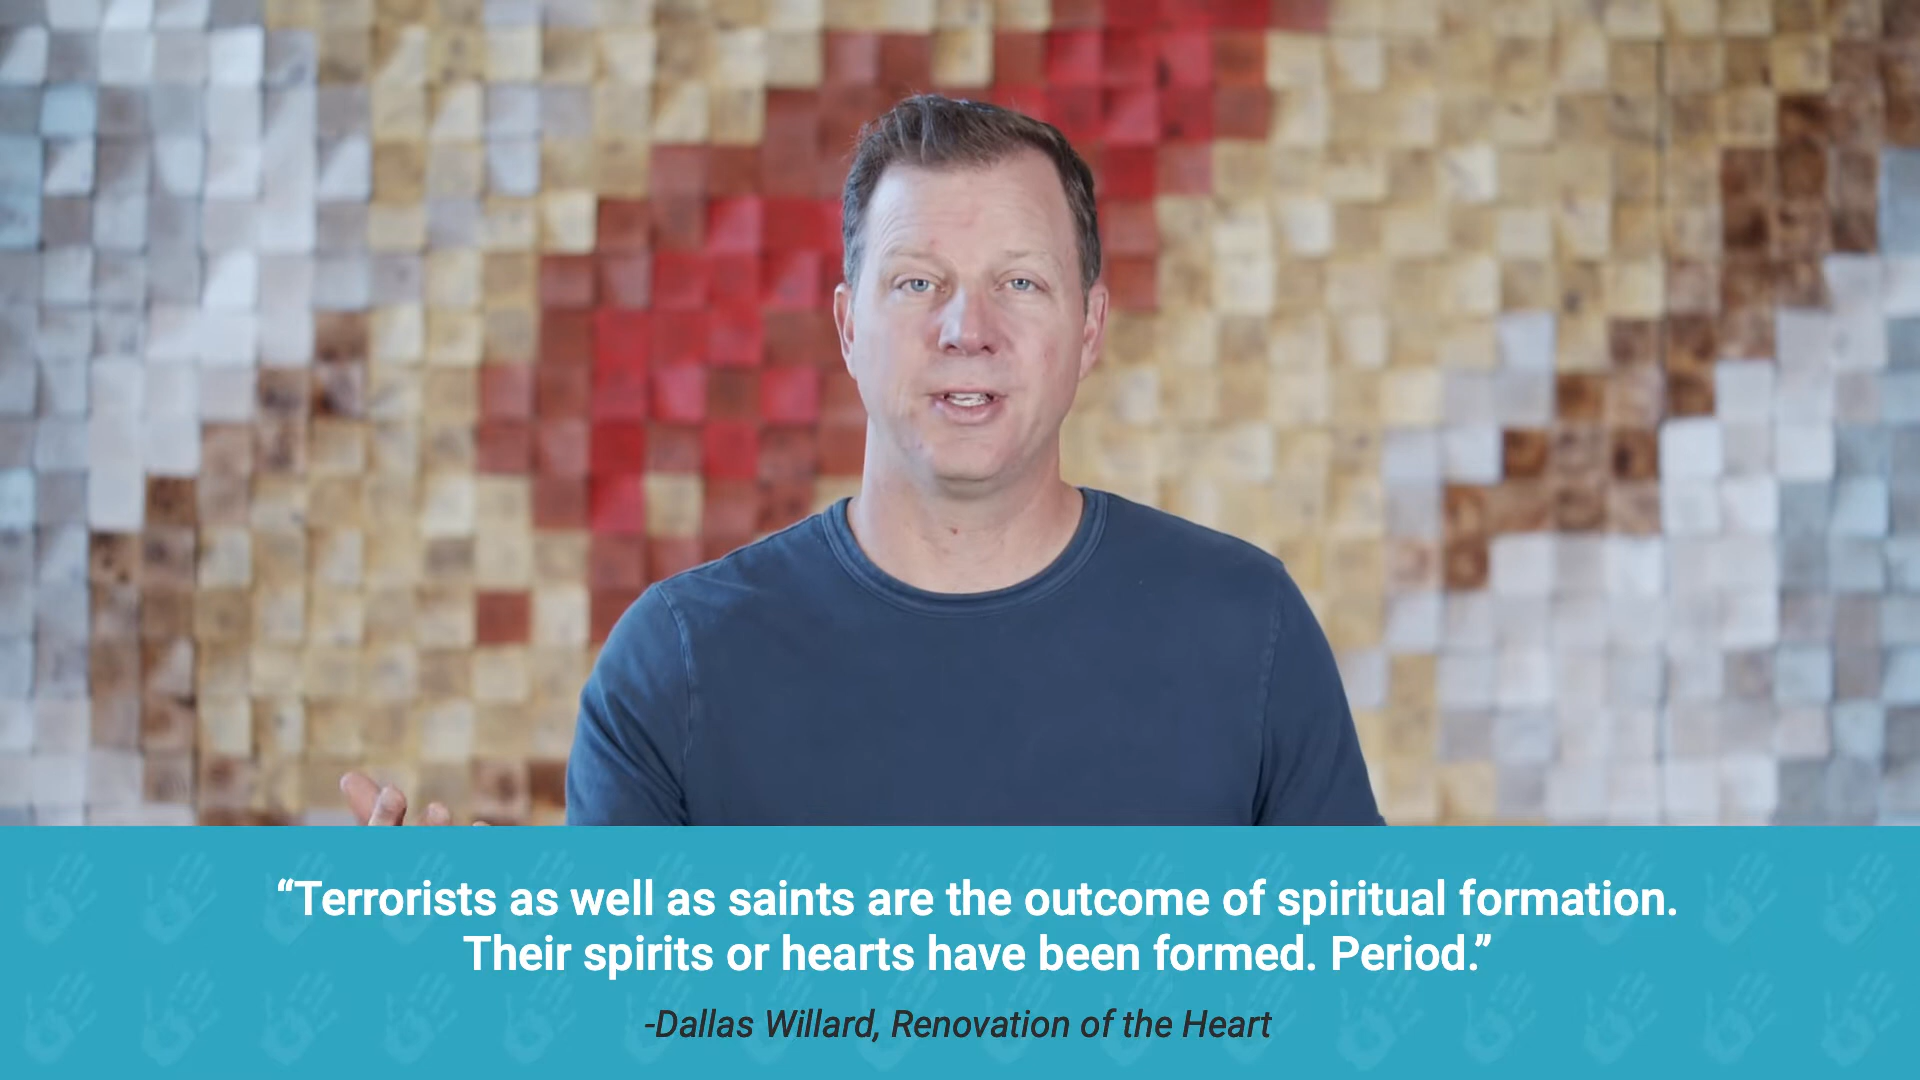 “Terrorists as well as saints are the outcome of spiritual formation.
Their spirits or hearts have been formed. Period.”
-Dallas Willard, Renovation of the Heart